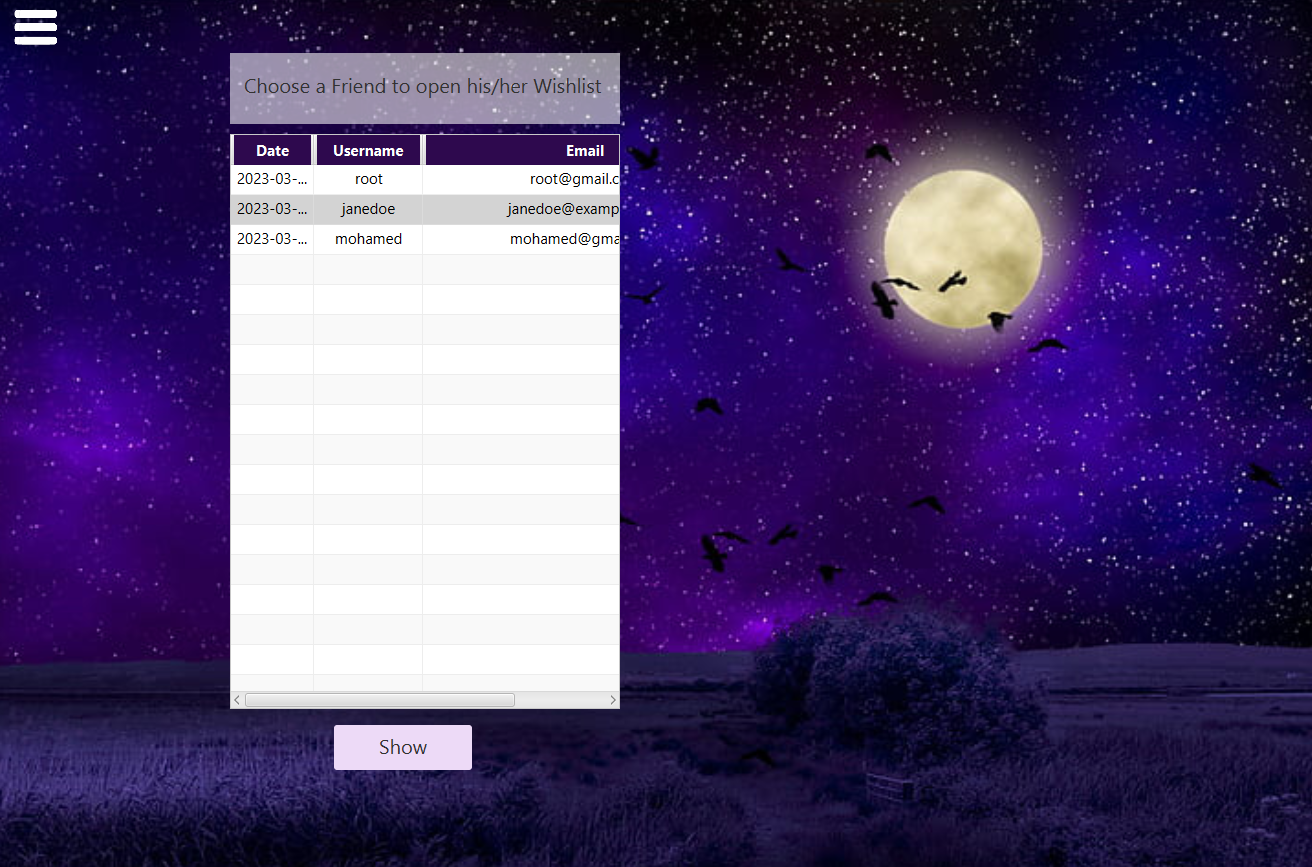 Choose a Friend to open his/her Wishlist
Date Username Email
2023-03-... root root@gmail.c
2023-03-... janedoe janedoe@examp
2023-03-... mohamed mohamed@gma
Show